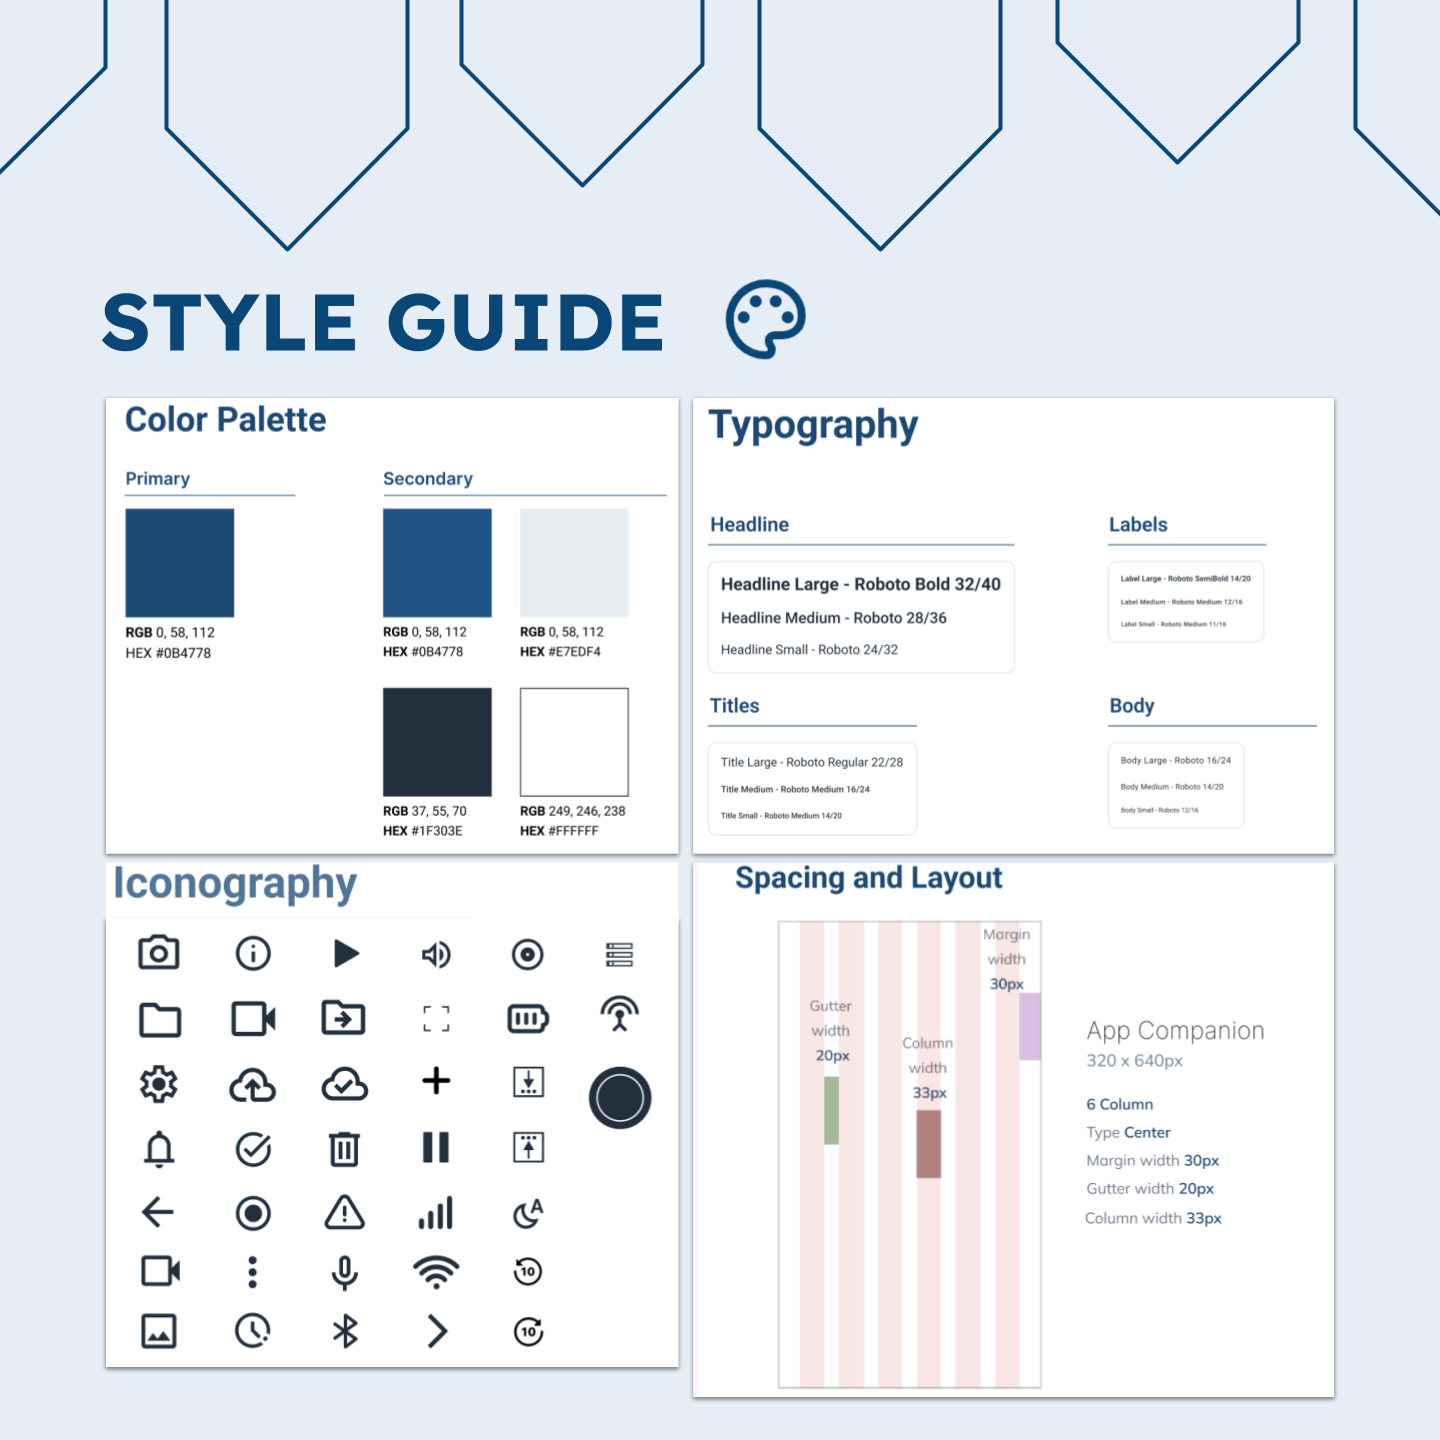 STYLE GUIDE
Color Palette
Primary
RGB 0, 58, 112
HEX #0B4778
Secondary
RGB 0, 58, 112
HEX #0B4778
RGB 0, 58, 112
HEX #E7EDF4
RGB 37, 55, 70
HEX #1F303E
RGB 249, 246, 238
HEX #FFFFFF
Typography
Headline
Headline Large - Roboto Bold 32/40
Headline Medium - Roboto 28/36
Headline Small - Roboto 24/32
Labels
Label Large - Roboto SemiBold 14/20
Label Medium - Roboto Medium 12/16
Label Small - Roboto Medium 11/16
Titles
Title Large - Roboto Regular 22/28
Title Medium - Roboto Medium 16/24
Title Small - Roboto Medium 14/20
Body
Body Large - Roboto 16/24
Body Medium - Roboto 14/20
Body Small - Roboto 12/16
Iconography
A
10
10
Spacing and Layout
Margin
width
30px
Gutter
width
20px
Column
width
33px
App Companion
320 x 640px
6 Column
Type Center
Margin width 30px
Gutter width 20px
Column width 33px